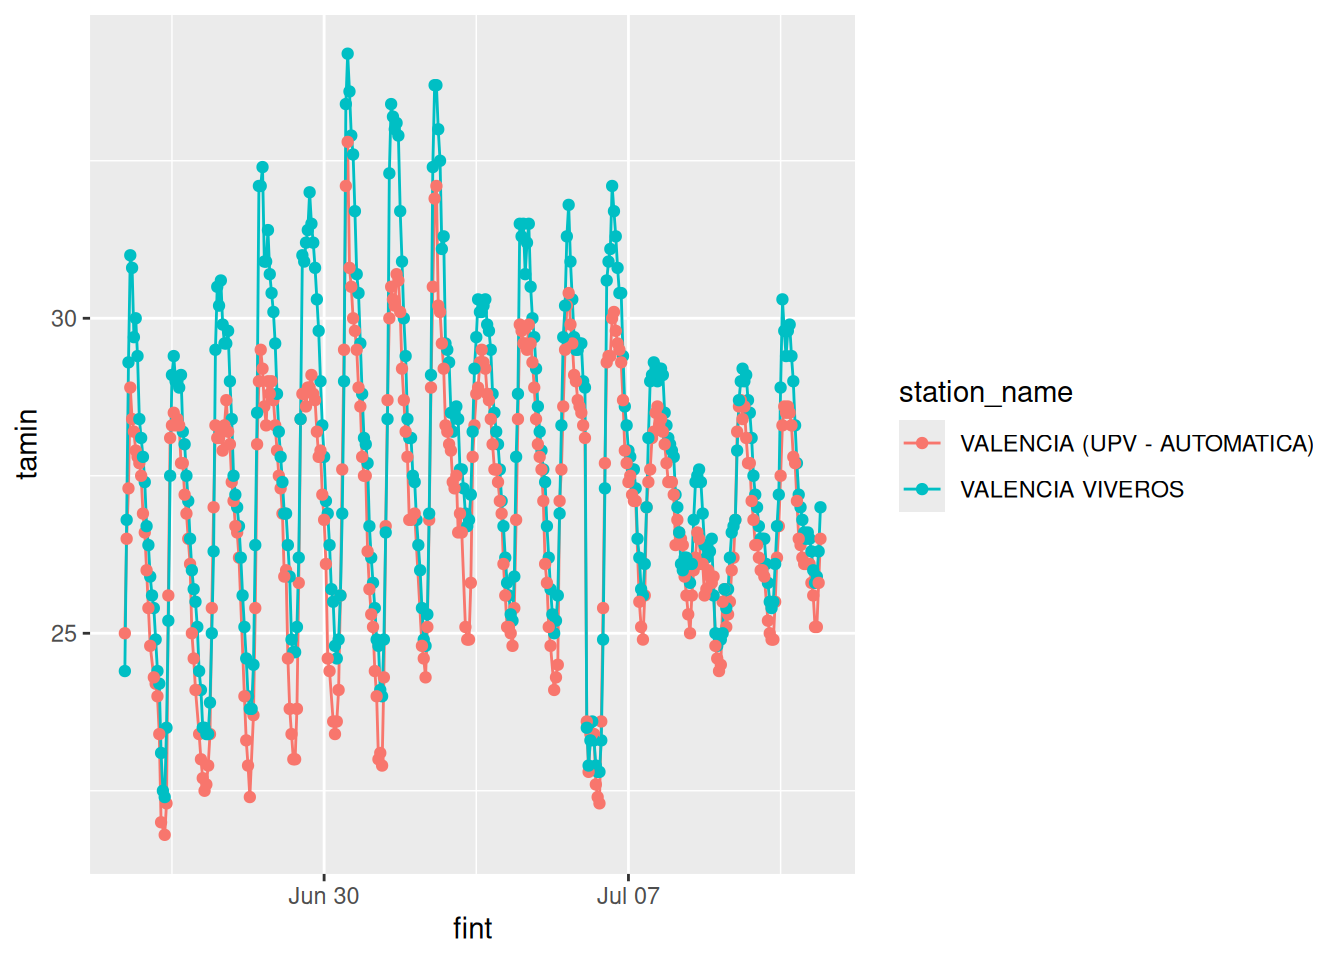 30
25
tamin
Jun 30
Jul 07
fint
station_name
VALENCIA (UPV - AUTOMATICA)
VALENCIA VIVEROS